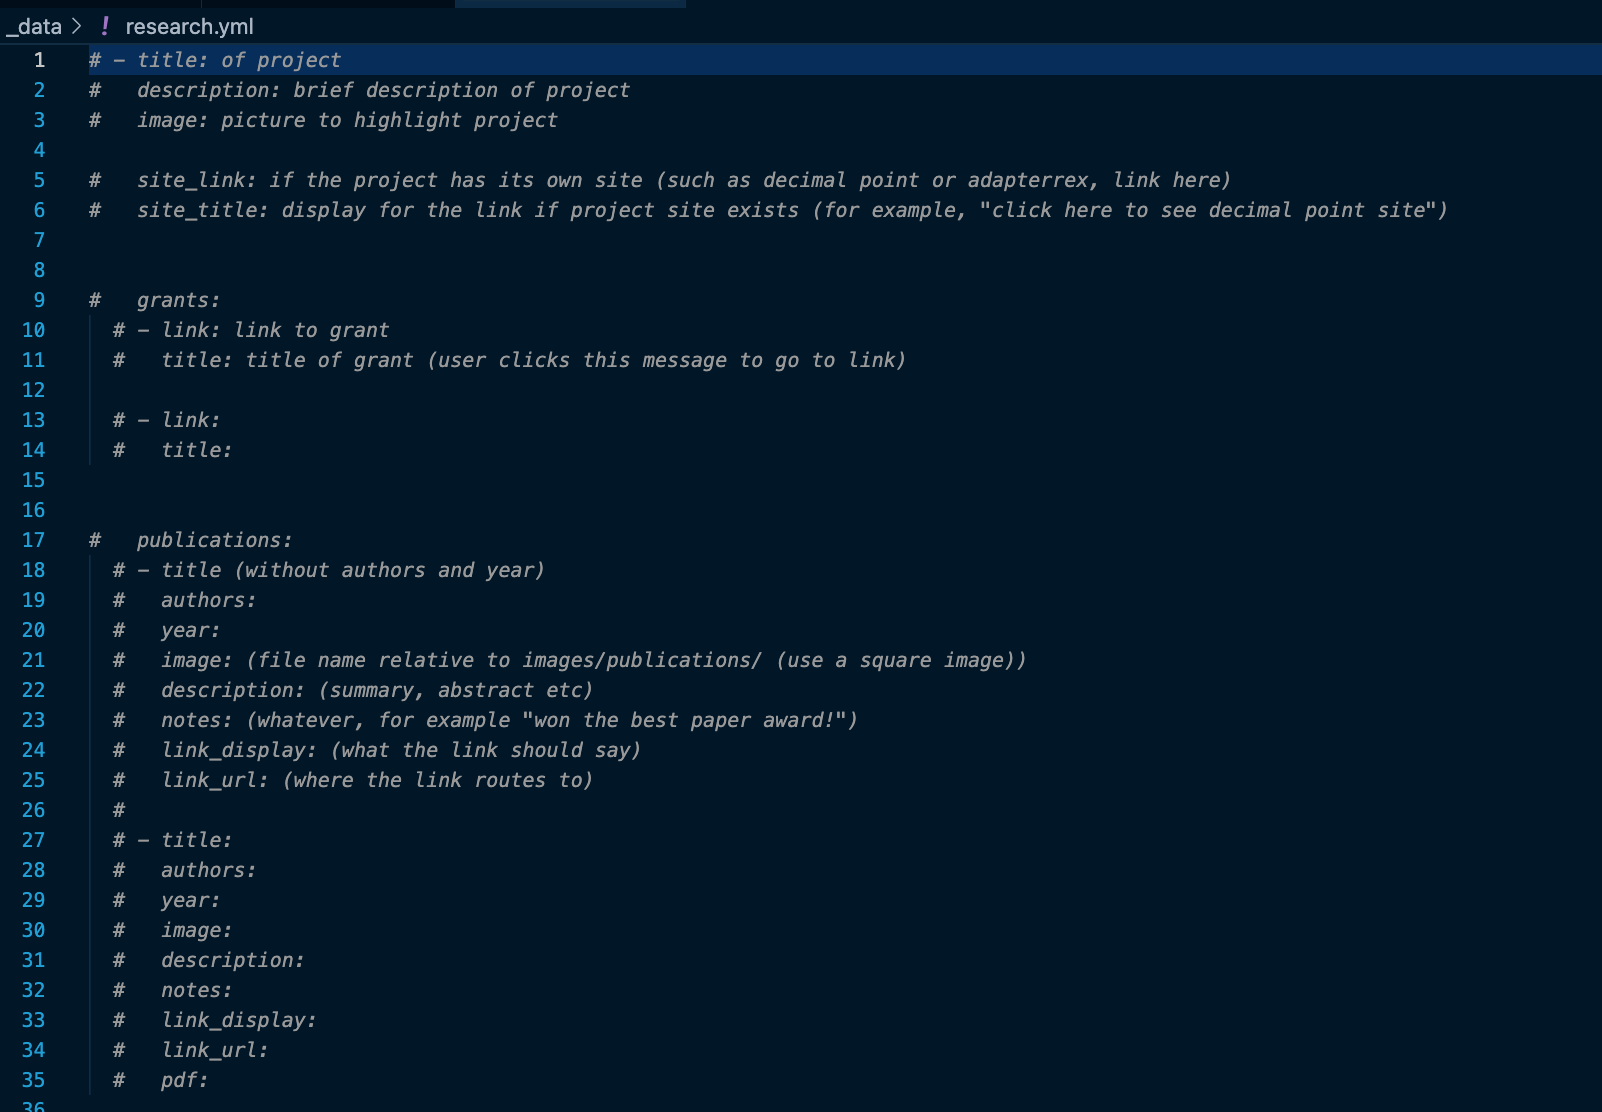 _data > ! research.yml
1 # - title: of project
2 #   description: brief description of project
3 #   image: picture to highlight project
4
5 #   site_link: if the project has its own site (such as decimal point or adapterrex, link here)
6 #   site_title: display for the link if project site exists (for example, "click here to see decimal point site")
7
8
9 #   grants:
10   # - link: link to grant
11   #   title: title of grant (user clicks this message to go to link)
12
13   # - link:
14   #   title:
15
16
17 #   publications:
18   # - title (without authors and year)
19   #   authors:
20   #   year:
21   #   image: (file name relative to images/publications/ (use a square image))
22   #   description: (summary, abstract etc)
23   #   notes: (whatever, for example "won the best paper award!")
24   #   link_display: (what the link should say)
25   #   link_url: (where the link routes to)
26   #
27   # - title:
28   #   authors:
29   #   year:
30   #   image:
31   #   description:
32   #   notes:
33   #   link_display:
34   #   link_url:
35   #   pdf:
36